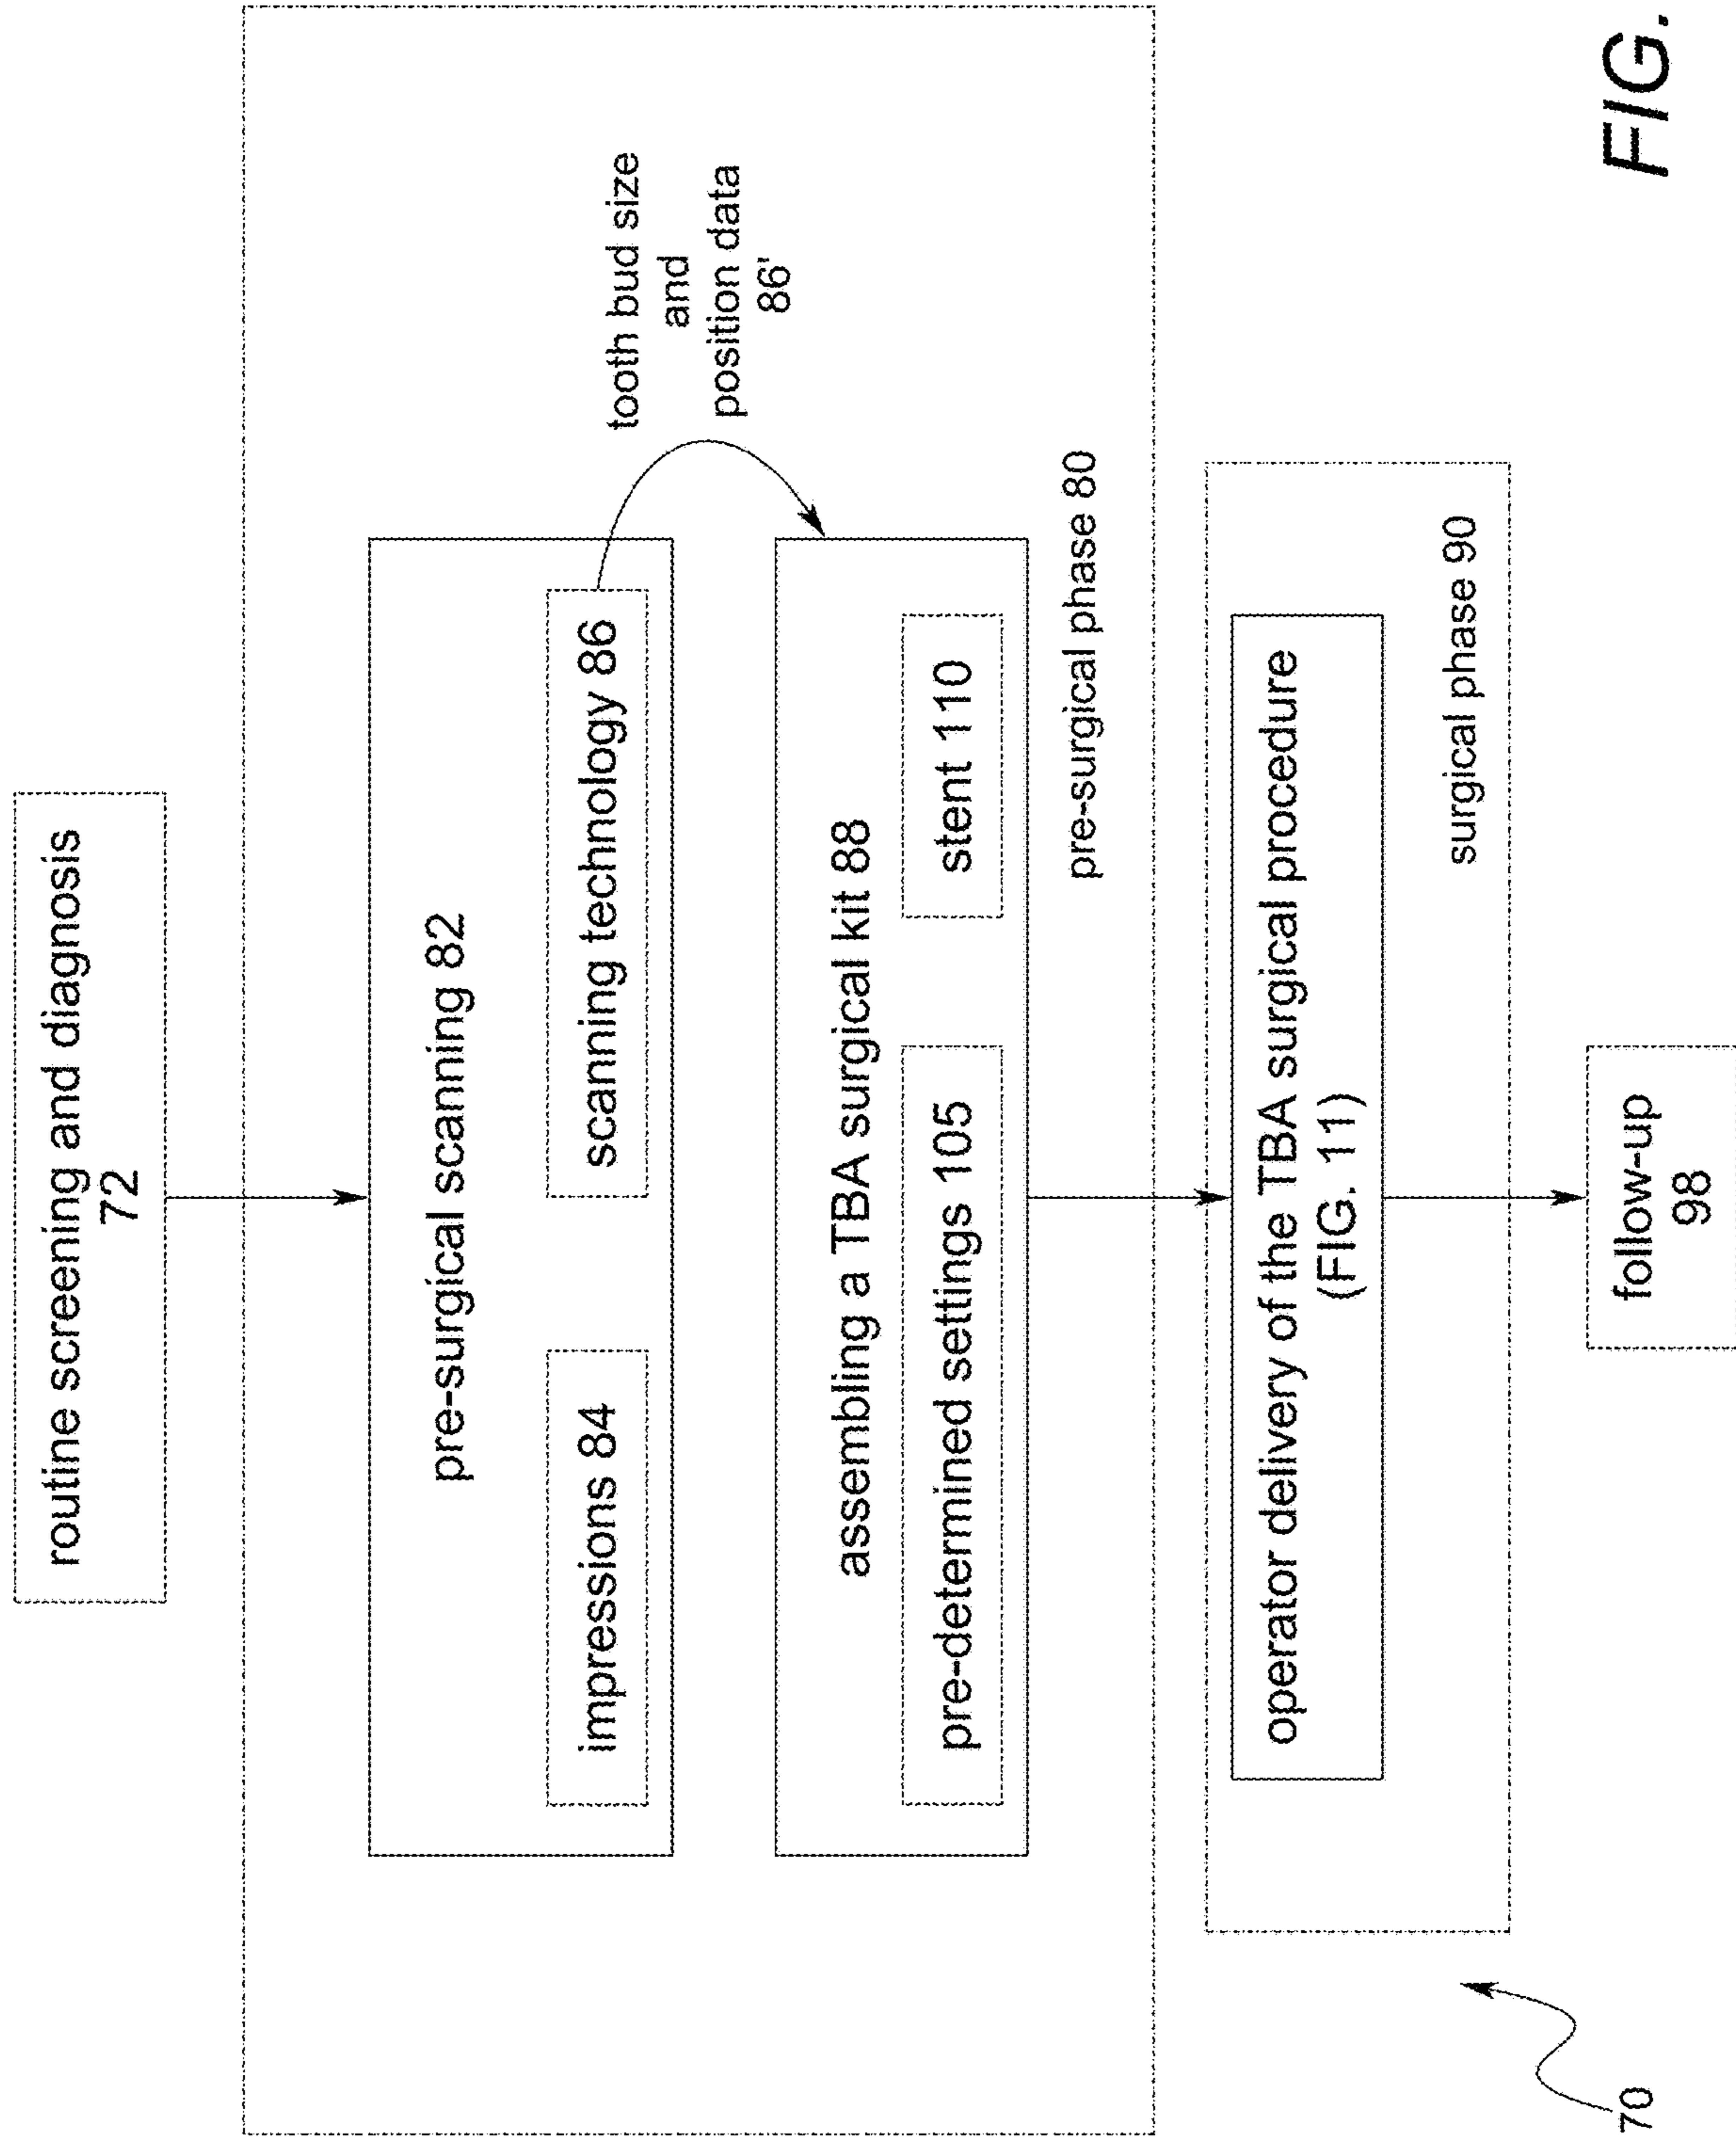 routine screening and diagnosis
72
pre-surgical scanning 82
impressions 84
scanning technology 86
tooth bud size
and
position data
86'
assembling a TBA surgical kit 88
pre-determined settings 105
stent 110
pre-surgical phase 80
operator delivery of the TBA surgical procedure
(FIG. 11)
surgical phase 90
follow-up
98
70
FIG.